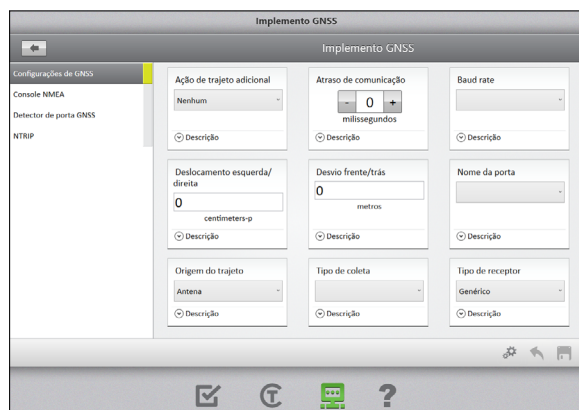 Implemento GNSS
Implemento GNSS
Configurações de GNSS
Console NMEA
Detector de porta GNSS
NTRIP
Ação de trajeto adicional
Nenhum
Descrição
Atraso de comunicação
- 0 +
milissegundos
Descrição
Baud rate
Descrição
Deslocamento esquerda/
direita
0
centimeters-p
Descrição
Desvio frente/trás
0
metros
Descrição
Nome da porta
Descrição
Origem do trajeto
Antena
Descrição
Tipo de coleta
Descrição
Tipo de receptor
Genérico
Descrição